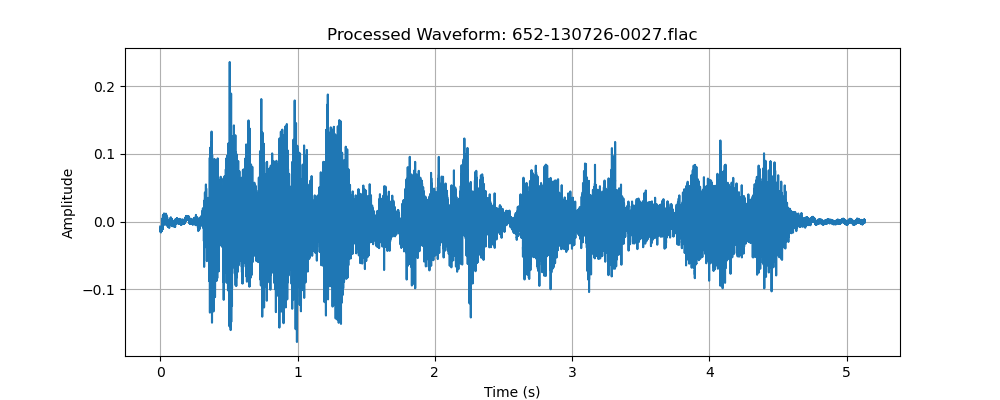 Processed Waveform: 652-130726-0027.flac
0.2
0.1
0.0
−0.1
Amplitude
0 1 2 3 4 5
Time (s)